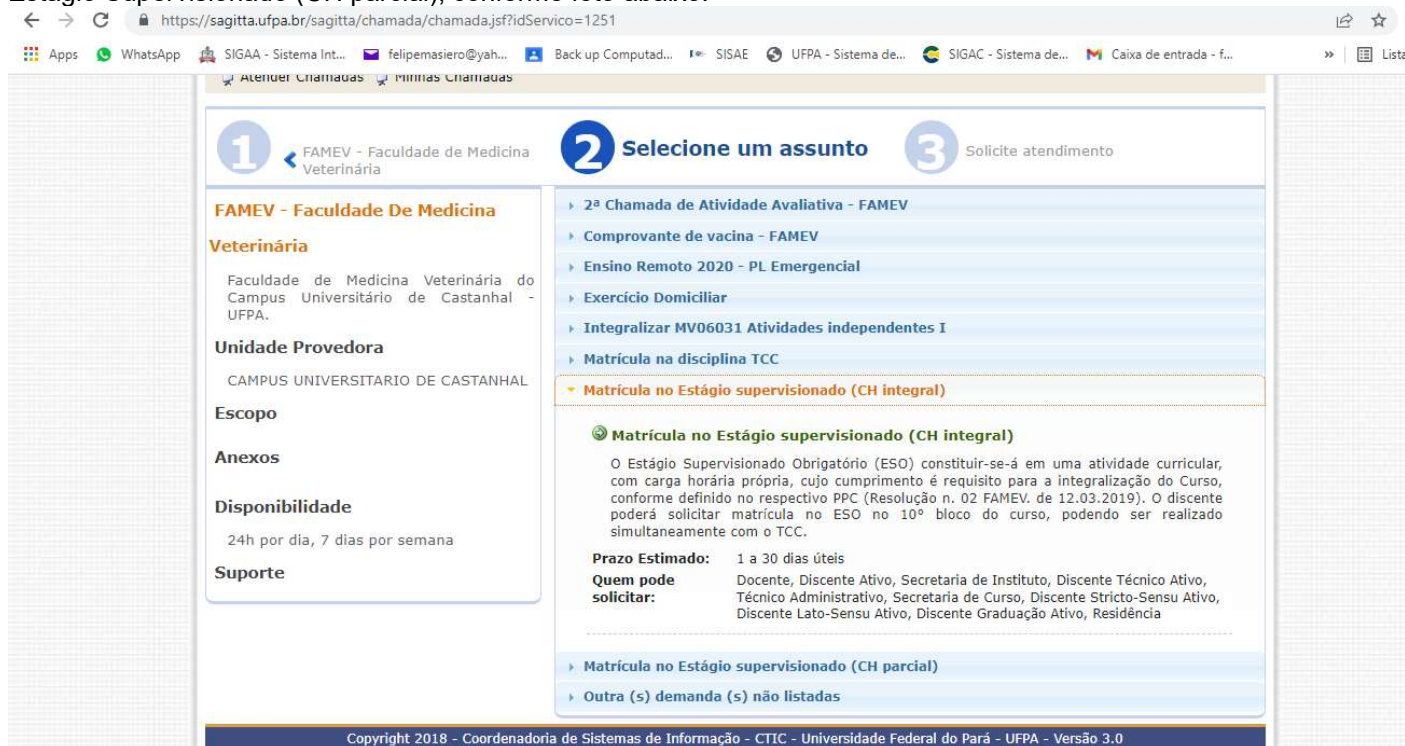 Estágio Supervisionado (CH parcial), conforme foto abaixo:
https://sagitta.ufpa.br/sagitta/chamada/chamada.jsf?idServico=1251
Apps WhatsApp SIGAA - Sistema Int... felipemasiero@yah... Back up Computad... SISAE UFPA - Sistema de... SIGAC - Sistema de... Caixa de entrada - f... » Lista
Atender Chamadas Minhas Chamadas
1 FAMEV - Faculdade de Medicina Veterinária 2 Selecione um assunto 3 Solicite atendimento
FAMEV - Faculdade De Medicina
Veterinária
Faculdade de Medicina Veterinária do
Campus Universitário de Castanhal -
UFPA.
Unidade Provedora
CAMPUS UNIVERSITARIO DE CASTANHAL
Escopo
Anexos
Disponibilidade
24h por dia, 7 dias por semana
Suporte
2ª Chamada de Atividade Avaliativa - FAMEV
Comprovante de vacina - FAMEV
Ensino Remoto 2020 - PL Emergencial
Exercício Domiciliar
Integralizar MV06031 Atividades independentes I
Matrícula na disciplina TCC
Matrícula no Estágio supervisionado (CH integral)
Matrícula no Estágio supervisionado (CH integral)
O Estágio Supervisionado Obrigatório (ESO) constituir-se-á em uma atividade curricular,
com carga horária própria, cujo cumprimento é requisito para a integralização do Curso,
conforme definido no respectivo PPC (Resolução n. 02 FAMEV. de 12.03.2019). O discente
poderá solicitar matrícula no ESO no 10º bloco do curso, podendo ser realizado
simultaneamente com o TCC.
Prazo Estimado: 1 a 30 dias úteis
Quem pode solicitar: Docente, Discente Ativo, Secretaria de Instituto, Discente Técnico Ativo,
Técnico Administrativo, Secretaria de Curso, Discente Stricto-Sensu Ativo,
Discente Lato-Sensu Ativo, Discente Graduação Ativo, Residência
Matrícula no Estágio supervisionado (CH parcial)
Outra (s) demanda (s) não listadas
Copyright 2018 - Coordenadoria de Sistemas de Informação - CTIC - Universidade Federal do Pará - UFPA - Versão 3.0